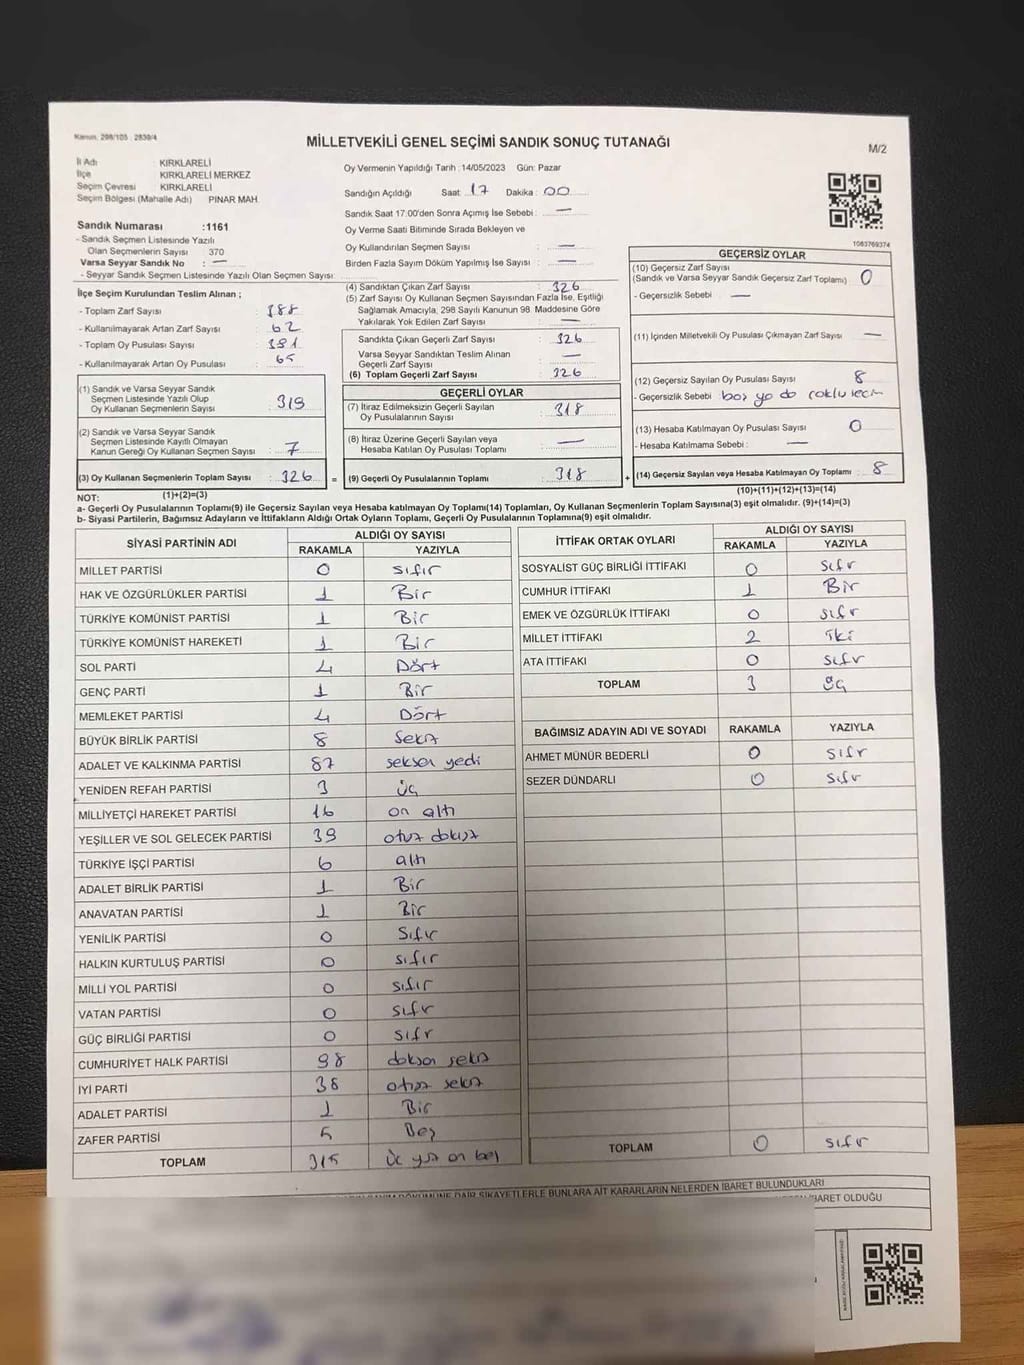 Kanun. 298/105 : 2839/4
MİLLETVEKİLİ GENEL SEÇİMİ SANDIK SONUÇ TUTANAĞI
M/2
İl Adı : KIRKLARELİ
İlçe : KIRKLARELİ MERKEZ
Seçim Çevresi : KIRKLARELİ
Seçim Bölgesi (Mahalle Adı) PINAR MAH.
Sandık Numarası :1161
- Sandık Seçmen Listesinde Yazılı
Olan Seçmenlerin Sayısı 370
Varsa Seyyar Sandık No : —
- Seyyar Sandık Seçmen Listesinde Yazılı Olan Seçmen Sayısı:
Oy Vermenin Yapıldığı Tarih : 14/05/2023 Gün: Pazar
Sandığın Açıldığı Saat : 17 Dakika : 00
Sandık Saat 17:00'den Sonra Açımış İse Sebebi : —
Oy Verme Saati Bitiminde Sırada Bekleyen ve
Oy Kullandırılan Seçmen Sayısı : —
Birden Fazla Sayım Döküm Yapılmış İse Sayısı : —
1083769374
İlçe Seçim Kurulundan Teslim Alınan ;
- Toplam Zarf Sayısı : 388
- Kullanılmayarak Artan Zarf Sayısı : 62
- Toplam Oy Pusulası Sayısı : 391
- Kullanılmayarak Artan Oy Pusulası : 65
(1) Sandık ve Varsa Seyyar Sandık
Seçmen Listesinde Yazılı Olup
Oy Kullanan Seçmenlerin Sayısı : 319
(2) Sandık ve Varsa Seyyar Sandık
Seçmen Listesinde Kayıtlı Olmayan
Kanun Gereği Oy Kullanan Seçmen Sayısı : 7
(3) Oy Kullanan Seçmenlerin Toplam Sayısı : 326
(1)+(2)=(3)
(4) Sandıktan Çıkan Zarf Sayısı : 326
(5) Zarf Sayısı Oy Kullanan Seçmen Sayısından Fazla İse, Eşitliği
Sağlamak Amacıyla, 298 Sayılı Kanunun 98. Maddesine Göre
Yakılarak Yok Edilen Zarf Sayısı : —
Sandıkta Çıkan Geçerli Zarf Sayısı : 326
Varsa Seyyar Sandıktan Teslim Alınan
Geçerli Zarf Sayısı : —
(6) Toplam Geçerli Zarf Sayısı : 326
GEÇERLİ OYLAR
(7) İtiraz Edilmeksizin Geçerli Sayılan
Oy Pusulalarının Sayısı : 318
(8) İtiraz Üzerine Geçerli Sayılan veya
Hesaba Katılan Oy Pusulası Toplamı : —
= (9) Geçerli Oy Pusulalarının Toplamı : 318
GEÇERSİZ OYLAR
(10) Geçersiz Zarf Sayısı
(Sandık ve Varsa Seyyar Sandık Geçersiz Zarf Toplamı) : 0
- Geçersizlik Sebebi : —
(11) İçinden Milletvekili Oy Pusulası Çıkmayan Zarf Sayısı : —
(12) Geçersiz Sayılan Oy Pusulası Sayısı : 8
- Geçersizlik Sebebi : boş ya da
(13) Hesaba Katılmayan Oy Pusulası Sayısı : 0
- Hesaba Katılmama Sebebi : —
+ (14) Geçersiz Sayılan veya Hesaba Katılmayan Oy Toplamı : 8
(10)+(11)+(12)+(13)=(14)
NOT:
a- Geçerli Oy Pusulalarının Toplamı(9) ile Geçersiz Sayılan veya Hesaba katılmayan Oy Toplamı(14) Toplamları, Oy Kullanan Seçmenlerin Toplam Sayısına(3) eşit olmalıdır. (9)+(14)=(3)
b- Siyasi Partilerin, Bağımsız Adayların ve İttifakların Aldığı Ortak Oyların Toplamı, Geçerli Oy Pusulalarının Toplamına(9) eşit olmalıdır.
SİYASİ PARTİNİN ADI ALDIĞI OY SAYISI
RAKAMLA YAZIYLA
MİLLET PARTİSİ 0 sıfır
HAK VE ÖZGÜRLÜKLER PARTİSİ 1 Bir
TÜRKİYE KOMÜNİST PARTİSİ 1 Bir
TÜRKİYE KOMÜNİST HAREKETİ 1 Bir
SOL PARTİ 4 Dört
GENÇ PARTİ 1 Bir
MEMLEKET PARTİSİ 4 Dört
BÜYÜK BİRLİK PARTİSİ 8 Sekiz
ADALET VE KALKINMA PARTİSİ 87 seksen yedi
YENİDEN REFAH PARTİSİ 3 üç
MİLLİYETÇİ HAREKET PARTİSİ 16 on altı
YEŞİLLER VE SOL GELECEK PARTİSİ 39 otuz dokuz
TÜRKİYE İŞÇİ PARTİSİ 6 altı
ADALET BİRLİK PARTİSİ 1 Bir
ANAVATAN PARTİSİ 1 Bir
YENİLİK PARTİSİ 0 Sıfır
HALKIN KURTULUŞ PARTİSİ 0 sıfır
MİLLİ YOL PARTİSİ 0 sıfır
VATAN PARTİSİ 0 sıfır
GÜÇ BİRLİĞİ PARTİSİ 0 sıfır
CUMHURİYET HALK PARTİSİ 98 doksan sekiz
İYİ PARTİ 38 otuz sekiz
ADALET PARTİSİ 1 Bir
ZAFER PARTİSİ 5 Beş
TOPLAM 315 üç yüz on beş
İTTİFAK ORTAK OYLARI ALDIĞI OY SAYISI
RAKAMLA YAZIYLA
SOSYALİST GÜÇ BİRLİĞİ İTTİFAKI 0 sıfır
CUMHUR İTTİFAKI 1 Bir
EMEK VE ÖZGÜRLÜK İTTİFAKI 0 sıfır
MİLLET İTTİFAKI 2 iki
ATA İTTİFAKI 0 sıfır
TOPLAM 3 üç
BAĞIMSIZ ADAYIN ADI VE SOYADI RAKAMLA YAZIYLA
AHMET MÜNÜR BEDERLİ 0 sıfır
SEZER DÜNDARLI 0 sıfır
TOPLAM 0 sıfır
DÖKÜMÜNE DAİR ŞİKAYETLERLE BUNLARA AİT KARARLARIN NELERDEN İBARET BULUNDUKLARI
İBARET OLDUĞU